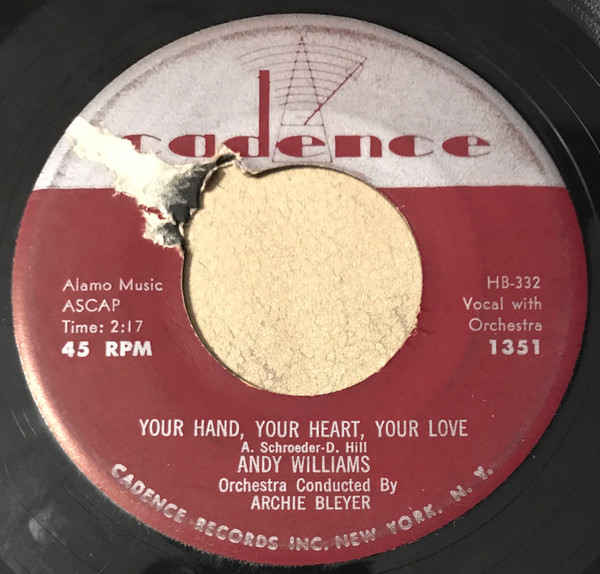 cadence
Alamo Music
ASCAP
Time: 2:17
45 RPM
HB-332
Vocal with
Orchestra
1351
YOUR HAND, YOUR HEART, YOUR LOVE
A. Schroeder-D. Hill
ANDY WILLIAMS
Orchestra Conducted By
ARCHIE BLEYER
CADENCE RECORDS INC. NEW YORK, N. Y.